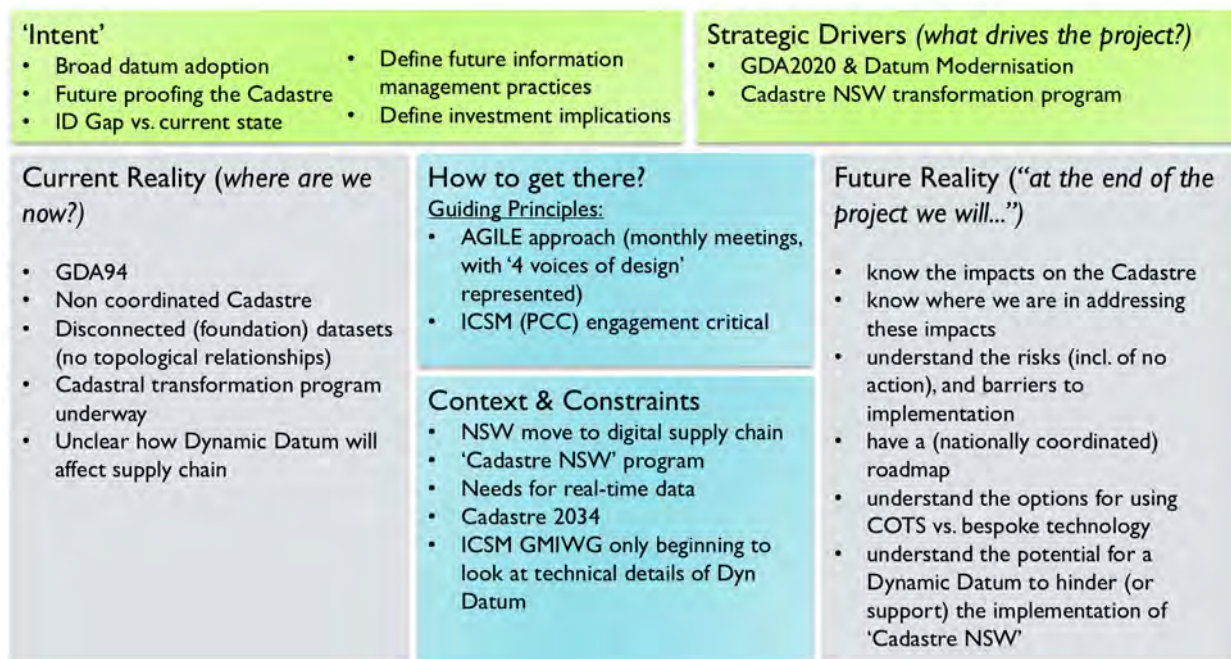 'Intent'
• Broad datum adoption
• Future proofing the Cadastre
• ID Gap vs. current state
• Define future information
management practices
• Define investment implications
Strategic Drivers (what drives the project?)
• GDA2020 & Datum Modernisation
• Cadastre NSW transformation program
Current Reality (where are we
now?)
• GDA94
• Non coordinated Cadastre
• Disconnected (foundation) datasets
(no topological relationships)
• Cadastral transformation program
underway
• Unclear how Dynamic Datum will
affect supply chain
How to get there?
Guiding Principles:
• AGILE approach (monthly meetings,
with '4 voices of design'
represented)
• ICSM (PCC) engagement critical
Context & Constraints
• NSW move to digital supply chain
• 'Cadastre NSW' program
• Needs for real-time data
• Cadastre 2034
• ICSM GMIWG only beginning to
look at technical details of Dyn
Datum
Future Reality ("at the end of the
project we will...")
• know the impacts on the Cadastre
• know where we are in addressing
these impacts
• understand the risks (incl. of no
action), and barriers to
implementation
• have a (nationally coordinated)
roadmap
• understand the options for using
COTS vs. bespoke technology
• understand the potential for a
Dynamic Datum to hinder (or
support) the implementation of
'Cadastre NSW'